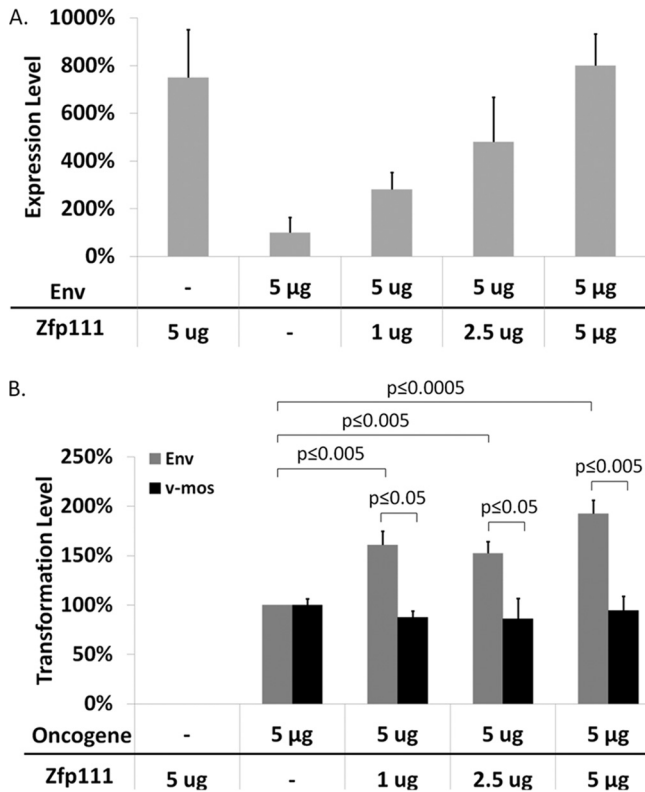 A.
Expression Level
1000%
800%
600%
400%
200%
0%
Env - 5 µg 5 ug 5 ug 5 µg
Zfp111 5 ug - 1 ug 2.5 ug 5 µg
B.
p≤0.0005
p≤0.005
p≤0.005
p≤0.005
p≤0.05
p≤0.05
Env
v-mos
Transformation Level
250%
200%
150%
100%
50%
0%
Oncogene - 5 µg 5 ug 5 ug 5 µg
Zfp111 5 ug - 1 ug 2.5 ug 5 µg